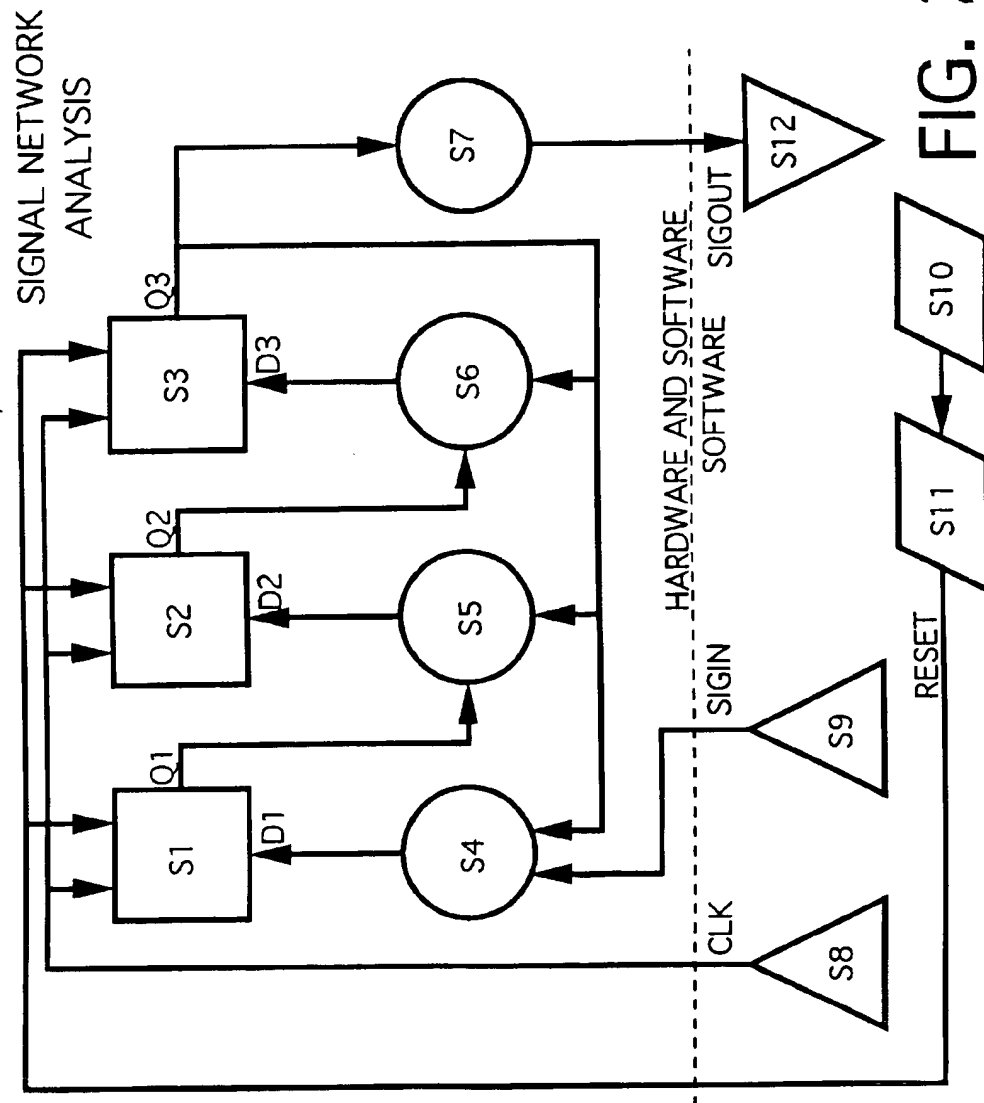 SIGNAL NETWORK
ANALYSIS
S1
Q1
D1
S2
Q2
D2
S3
Q3
D3
S4
S5
S6
S7
HARDWARE AND SOFTWARE
SOFTWARE
CLK
SIGIN
SIGOUT
S8
S9
S12
RESET
S11
S10
FIG.